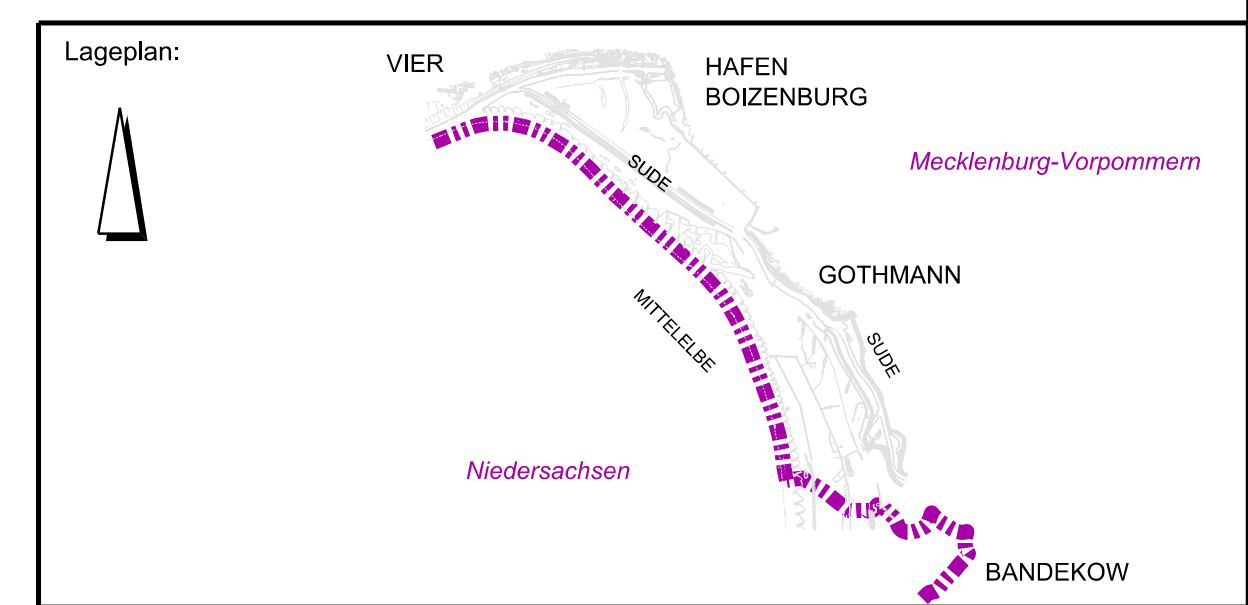 Lageplan:
VIER
HAFEN
BOIZENBURG
Mecklenburg-Vorpommern
SUDE
GOTHMANN
MITTELELBE
SUDE
Niedersachsen
BANDEKOW